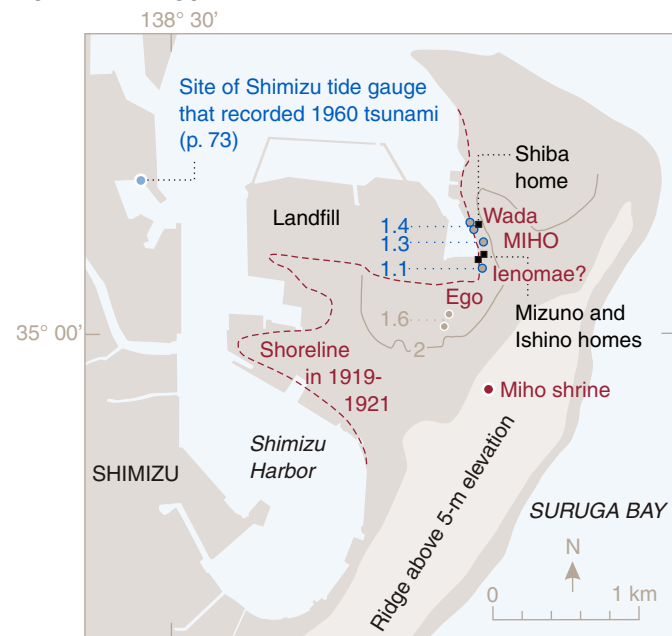 138° 30'
Site of Shimizu tide gauge
that recorded 1960 tsunami
(p. 73)
Shiba
home
Landfill
1.4
Wada
1.3
MIHO
1.1
Ienomae?
Ego
1.6
Mizuno and
Ishino homes
35° 00'
2
Shoreline
in 1919-
1921
Miho shrine
Shimizu
Harbor
SHIMIZU
Ridge above 5-m elevation
SURUGA BAY
N
0
1 km